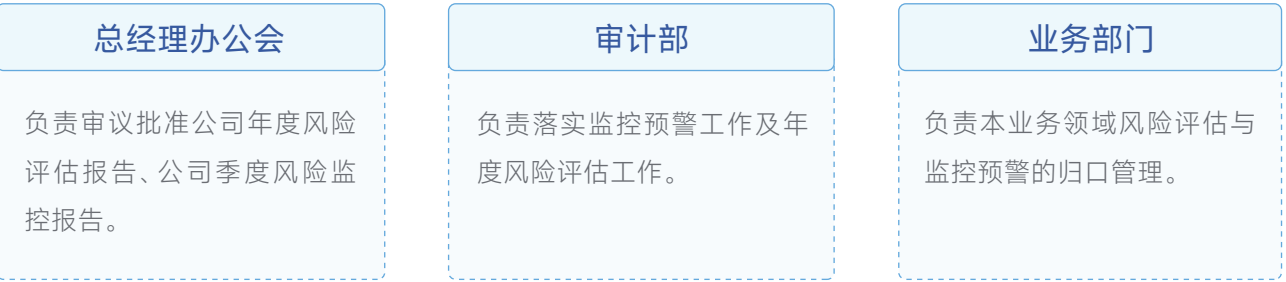 总经理办公会
负责审议批准公司年度风险
评估报告、公司季度风险监
控报告。
审计部
负责落实监控预警工作及年
度风险评估工作。
业务部门
负责本业务领域风险评估与
监控预警的归口管理。